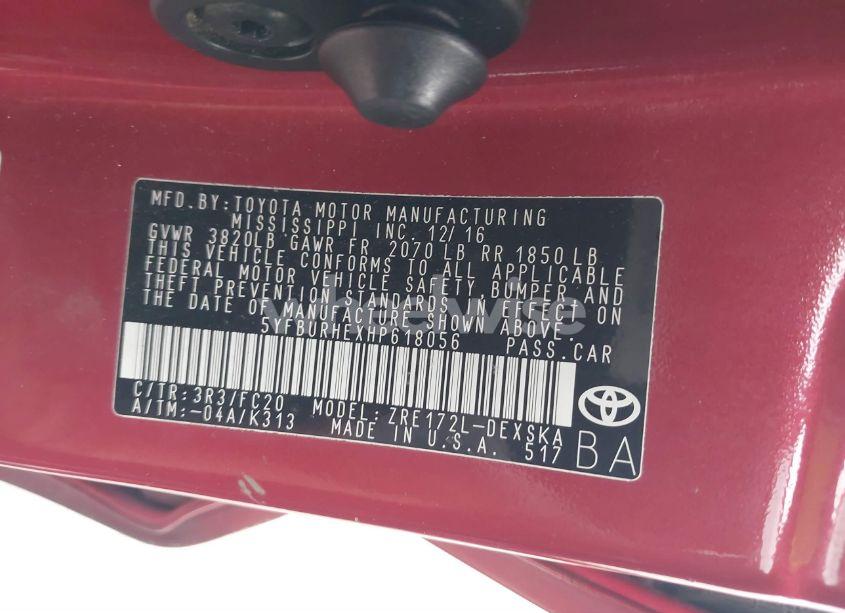 MFD. BY: TOYOTA MOTOR MANUFACTURING
MISSISSIPPI INC. 12/16
GVWR 3820LB GAWR FR 2070 LB RR 1850 LB
THIS VEHICLE CONFORMS TO ALL APPLICABLE
FEDERAL MOTOR VEHICLE SAFETY, BUMPER AND
THEFT PREVENTION STANDARDS IN EFFECT ON
THE DATE OF MANUFACTURE SHOWN ABOVE.
5YFBURHEXHP618056 PASS.CAR
C/TR: 3R3/FC20 MODEL: ZRE172L-DEXSKA
A/TM: -04A/K313 MADE IN U.S.A. 517
BA